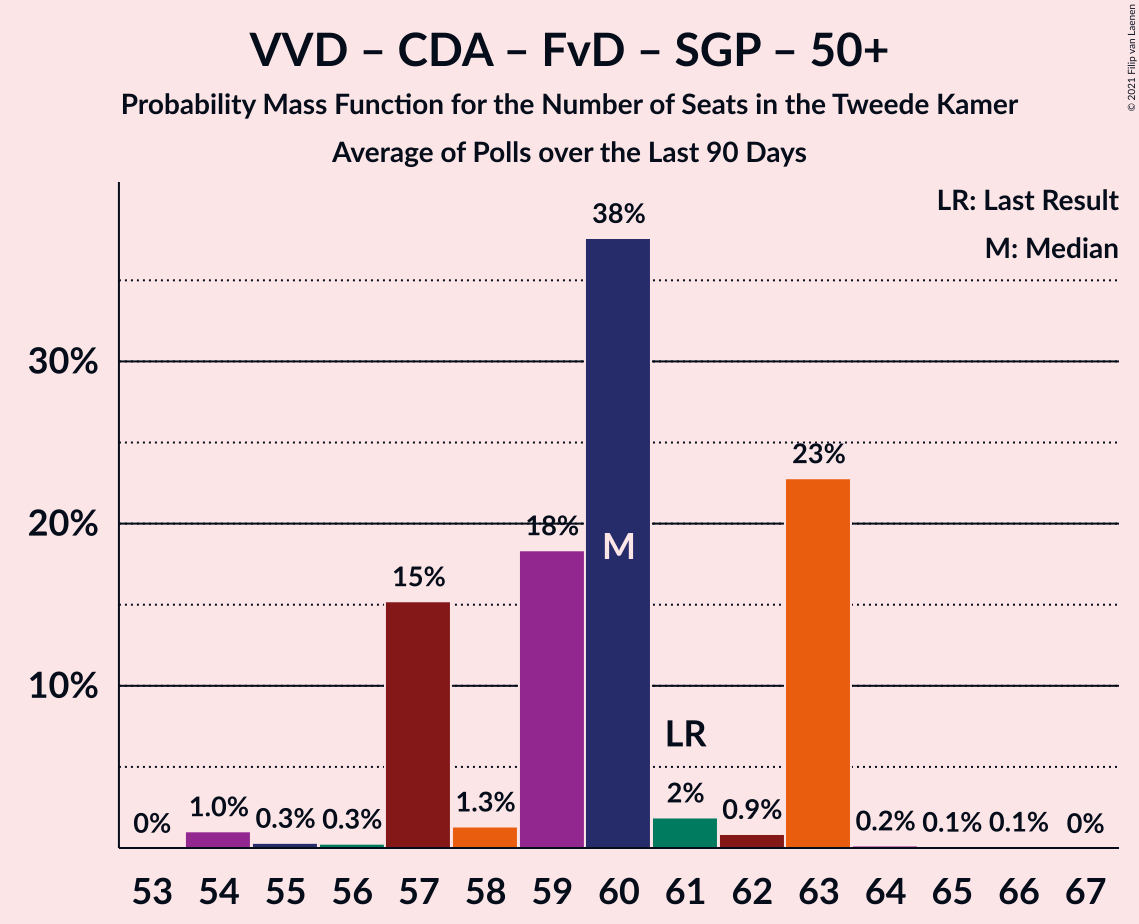 VVD – CDA – FvD – SGP – 50+
Probability Mass Function for the Number of Seats in the Tweede Kamer
Average of Polls over the Last 90 Days
© 2021 Filip van Laenen
LR: Last Result
M: Median
30%
20%
10%
0%
1.0%
0.3%
0.3%
15%
1.3%
18%
38%
M
LR
2%
0.9%
23%
0.2%
0.1%
0.1%
0%
53 54 55 56 57 58 59 60 61 62 63 64 65 66 67